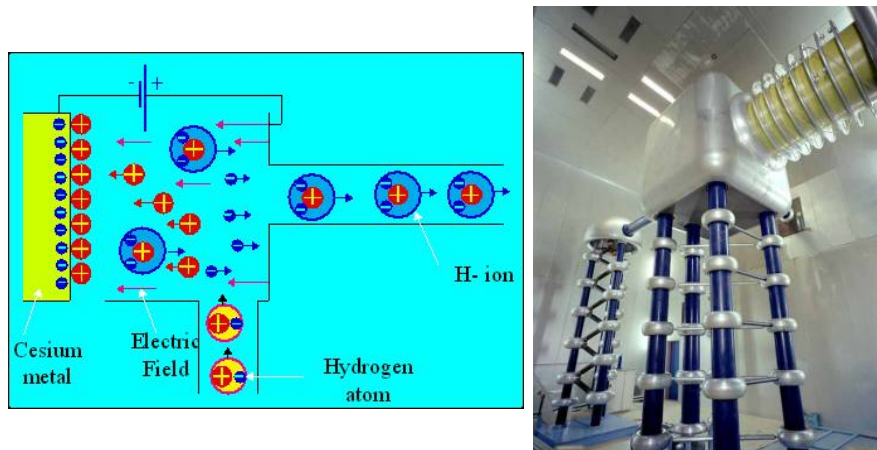 - +
H- ion
Cesium
metal
Electric
Field
Hydrogen
atom